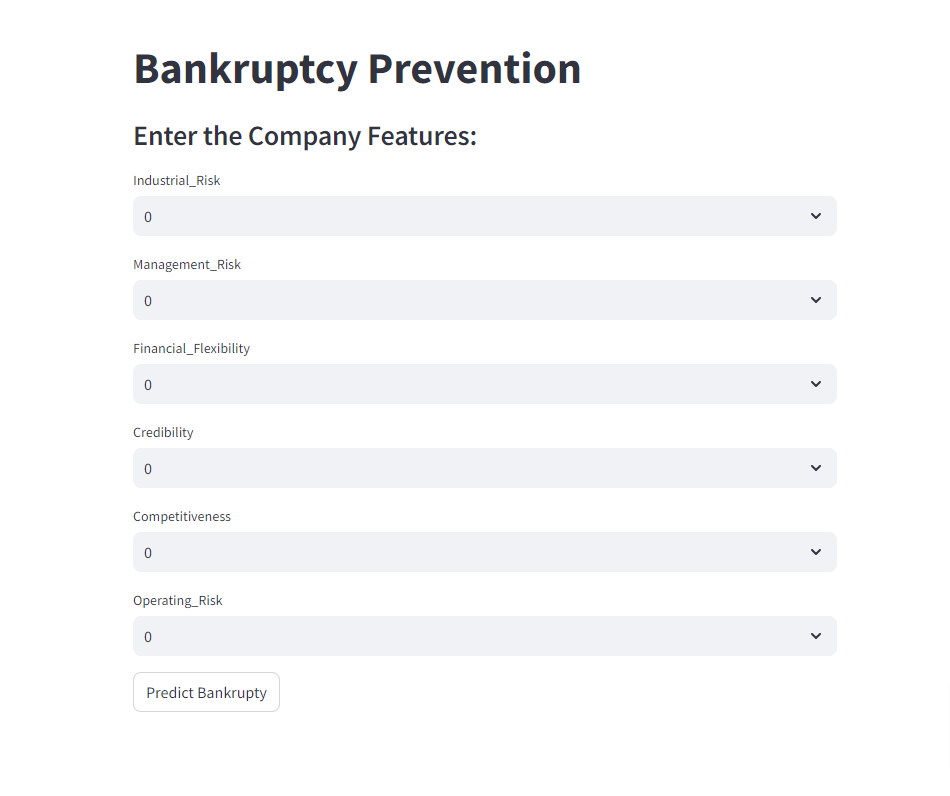 Bankruptcy Prevention
Enter the Company Features:
Industrial_Risk
0
Management_Risk
0
Financial_Flexibility
0
Credibility
0
Competitiveness
0
Operating_Risk
0
Predict Bankrupty